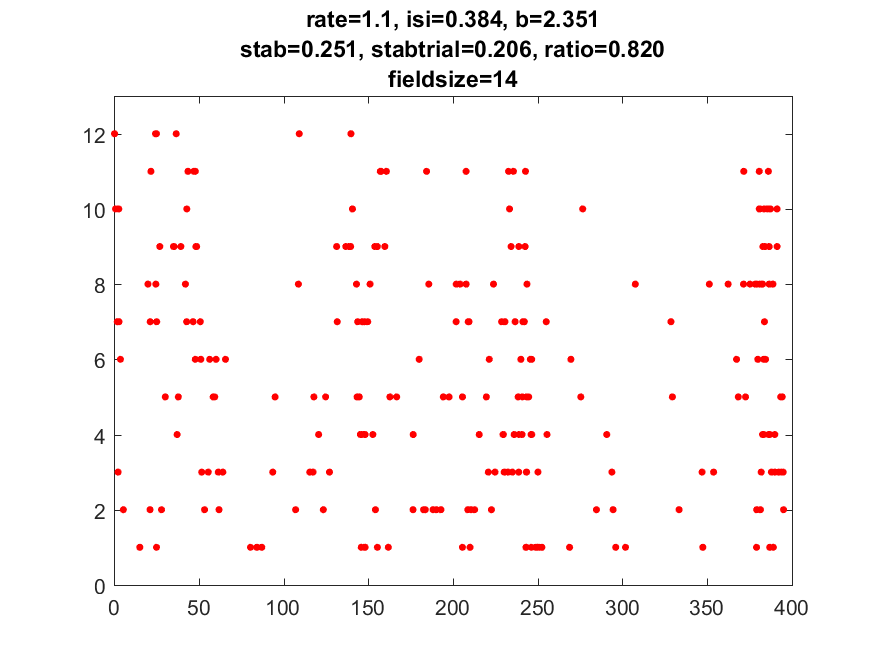 rate=1.1, isi=0.384, b=2.351
stab=0.251, stabtrial=0.206, ratio=0.820
fieldsize=14
12
10
8
6
4
2
0
0 50 100 150 200 250 300 350 400